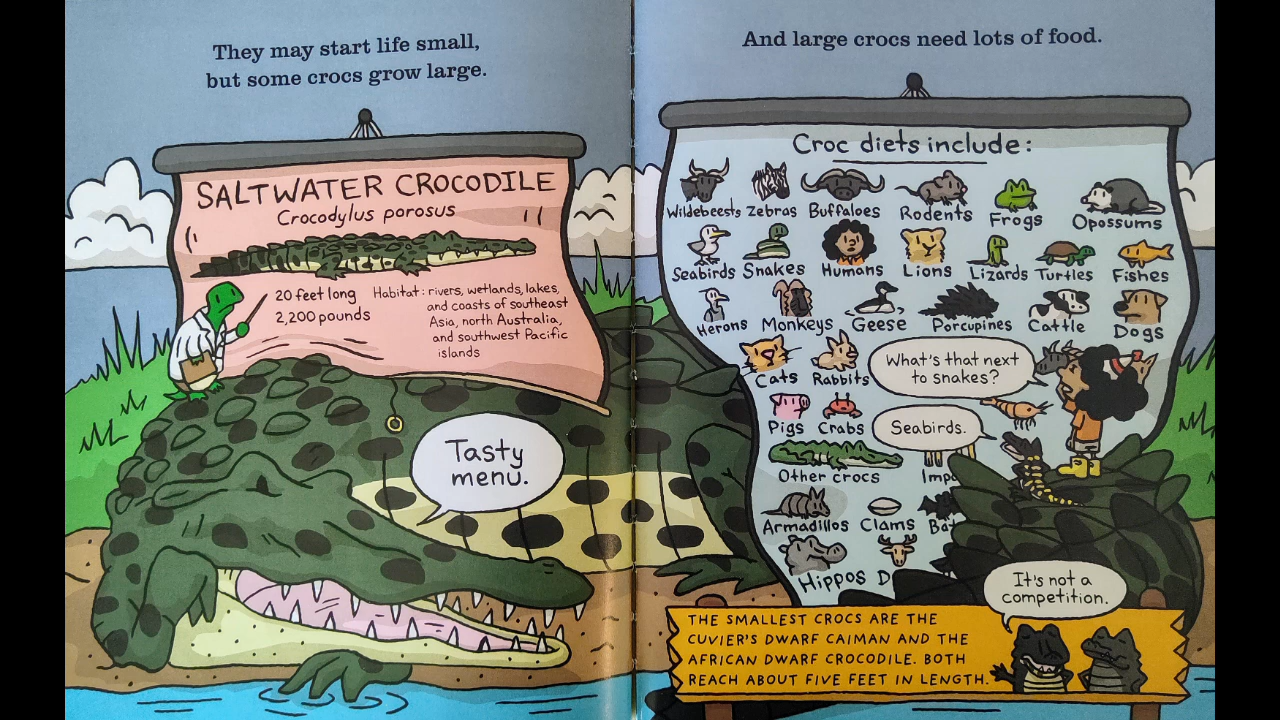 They may start life small,
but some crocs grow large.
SALTWATER CROCODILE
Crocodylus porosus
20 feet long
2,200 pounds
Habitat: rivers, wetlands, lakes,
and coasts of southeast
Asia, north Australia,
and southwest Pacific
islands
Tasty
menu.
And large crocs need lots of food.
Croc diets include:
Wildebeests Zebras Buffaloes Rodents Frogs Opossums
Seabirds Snakes Humans Lions Lizards Turtles Fishes
Herons Monkeys Geese Porcupines Cattle Dogs
Cats Rabbits
What's that next
to snakes?
Pigs Crabs
Seabirds.
Other crocs
Armadillos Clams
Hippos
It's not a
competition.
THE SMALLEST CROCS ARE THE
CUVIER'S DWARF CAIMAN AND THE
AFRICAN DWARF CROCODILE. BOTH
REACH ABOUT FIVE FEET IN LENGTH.